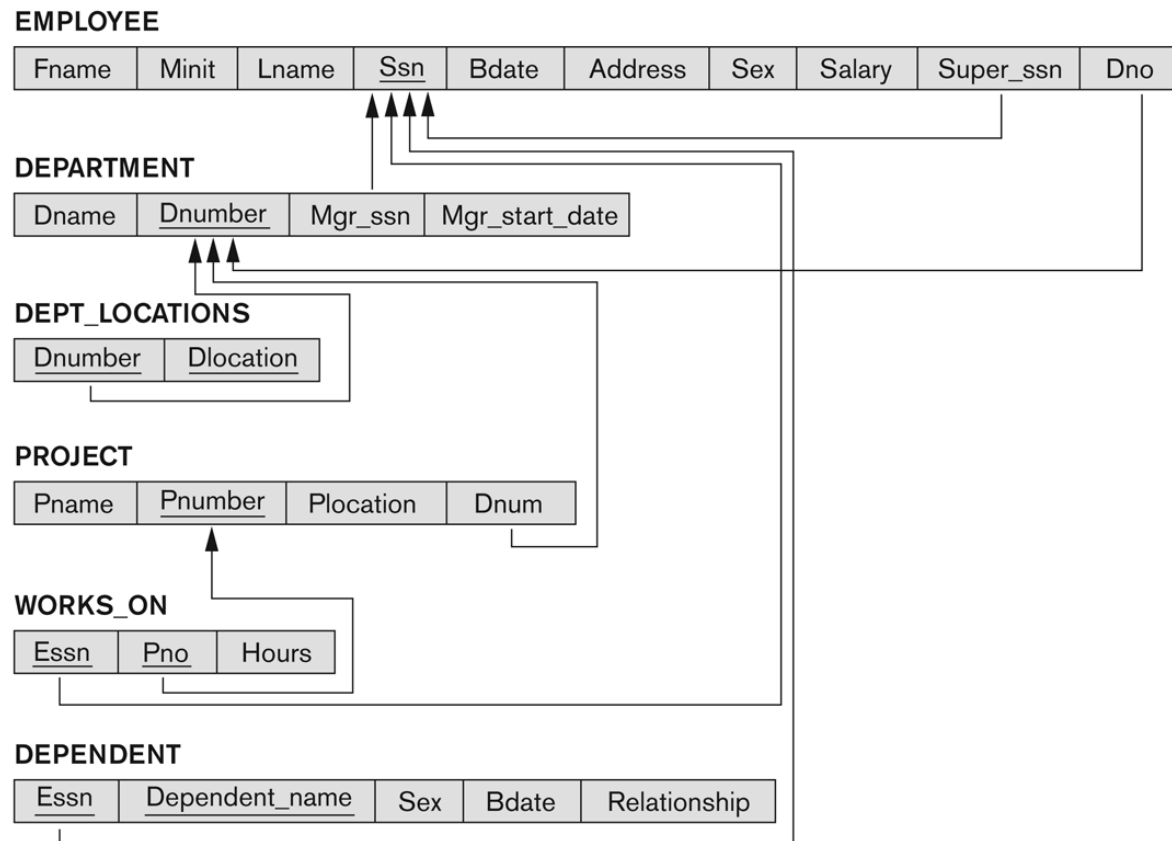 EMPLOYEE
Fname Minit Lname Ssn Bdate Address Sex Salary Super_ssn Dno
DEPARTMENT
Dname Dnumber Mgr_ssn Mgr_start_date
DEPT_LOCATIONS
Dnumber Dlocation
PROJECT
Pname Pnumber Plocation Dnum
WORKS_ON
Essn Pno Hours
DEPENDENT
Essn Dependent_name Sex Bdate Relationship